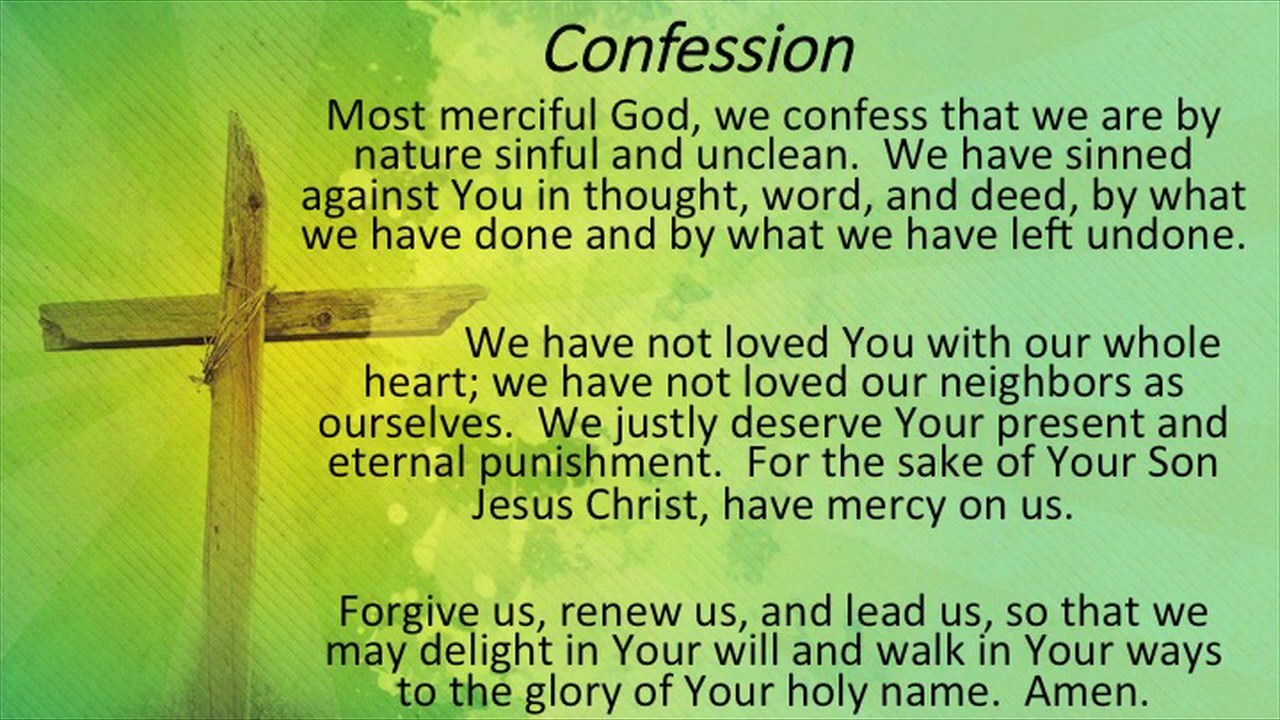 Confession
Most merciful God, we confess that we are by
nature sinful and unclean.  We have sinned
against You in thought, word, and deed, by what
we have done and by what we have left undone.
We have not loved You with our whole
heart; we have not loved our neighbors as
ourselves.  We justly deserve Your present and
eternal punishment.  For the sake of Your Son
Jesus Christ, have mercy on us.
Forgive us, renew us, and lead us, so that we
may delight in Your will and walk in Your ways
to the glory of Your holy name.  Amen.